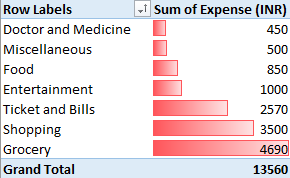 Row Labels Sum of Expense (INR)
Doctor and Medicine 450
Miscellaneous 500
Food 850
Entertainment 1000
Ticket and Bills 2570
Shopping 3500
Grocery 4690
Grand Total 13560